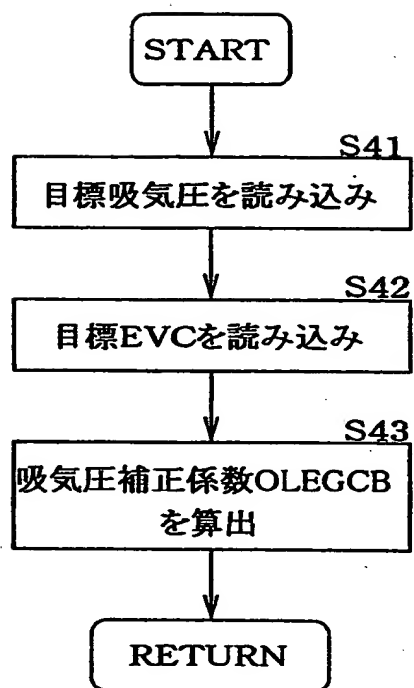 START
S41
目標吸気圧を読み込み
S42
目標EVCを読み込み
S43
吸気圧補正係数OLEGCB
を算出
RETURN